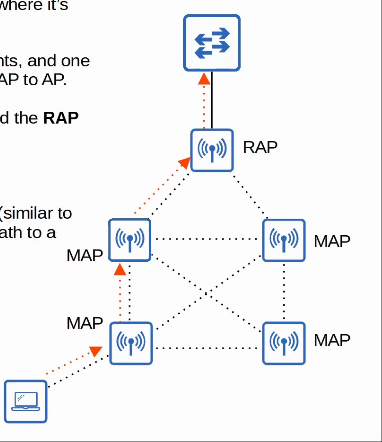 where it's
nts, and one
AP to AP.
d the RAP
RAP
(similar to
ath to a
MAP
MAP
MAP
MAP